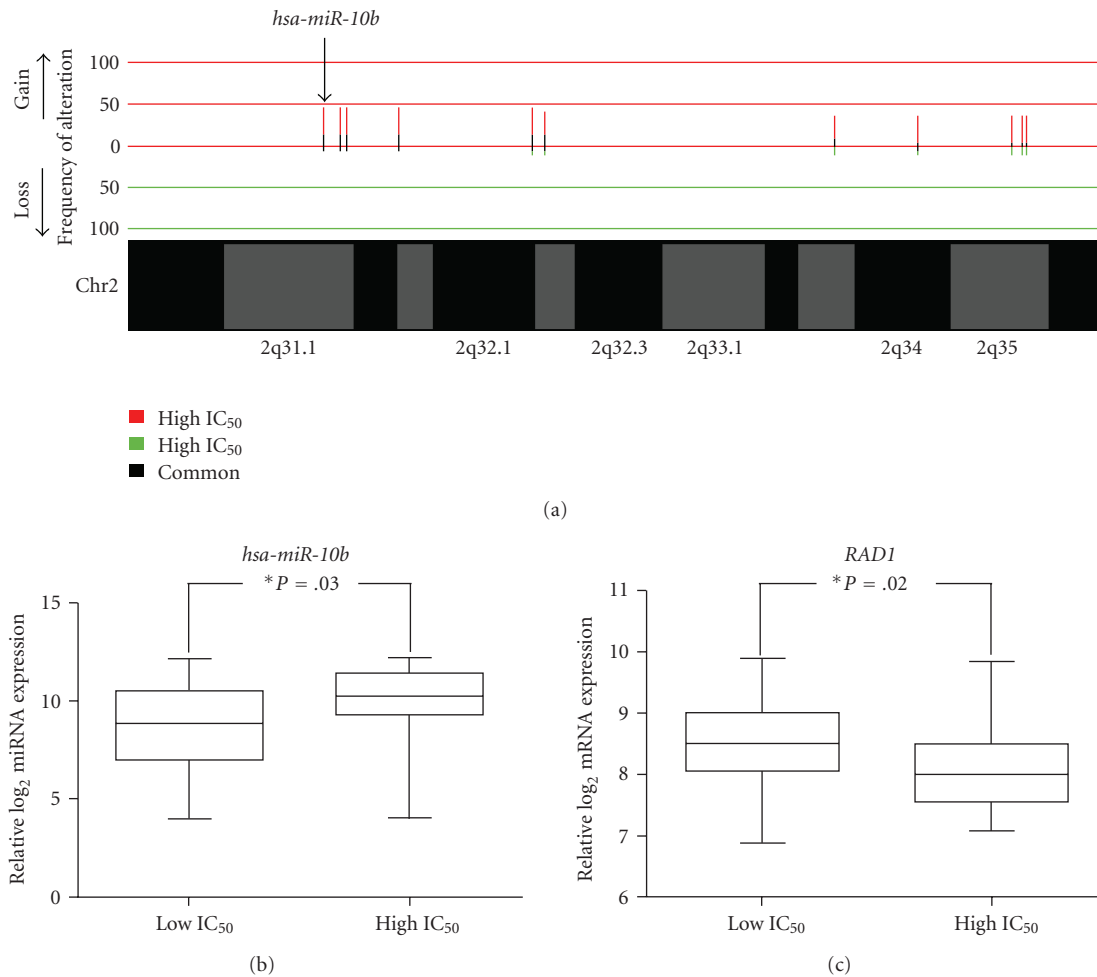 hsa-miR-10b
Gain
Loss
Frequency of alteration
100
50
0
50
100
Chr2
2q31.1 2q32.1 2q32.3 2q33.1 2q34 2q35
High IC₅₀
High IC₅₀
Common
(a)
hsa-miR-10b
*P = .03
Relative log₂ miRNA expression
15
10
5
0
Low IC₅₀ High IC₅₀
(b)
RAD1
*P = .02
Relative log₂ mRNA expression
11
10
9
8
7
6
Low IC₅₀ High IC₅₀
(c)